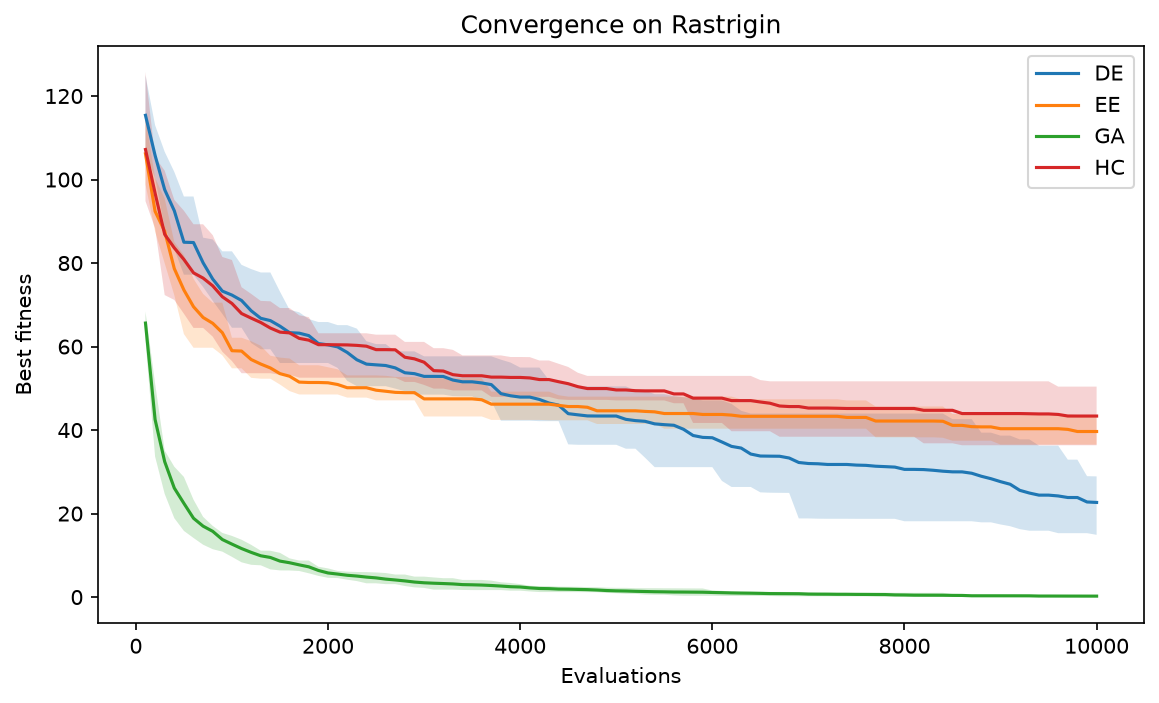 Convergence on Rastrigin
Best fitness
120
100
80
60
40
20
0
DE
EE
GA
HC
0 2000 4000 6000 8000 10000
Evaluations